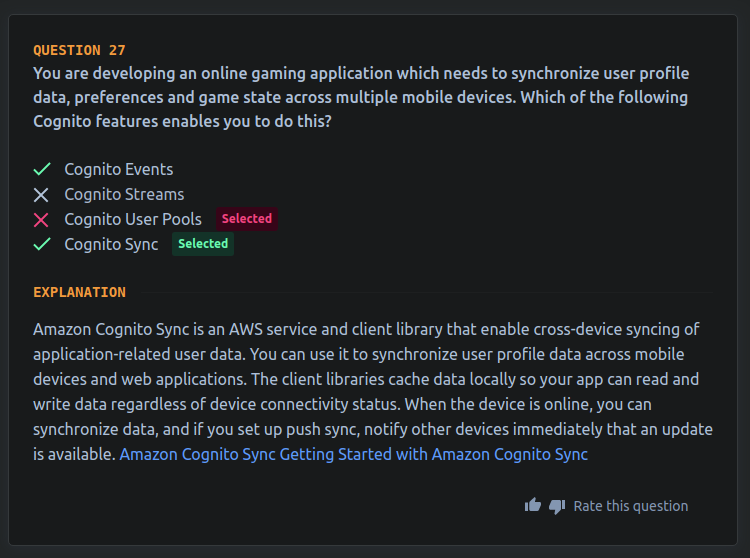 QUESTION 27
You are developing an online gaming application which needs to synchronize user profile
data, preferences and game state across multiple mobile devices. Which of the following
Cognito features enables you to do this?
Cognito Events
Cognito Streams
Cognito User Pools Selected
Cognito Sync Selected
EXPLANATION
Amazon Cognito Sync is an AWS service and client library that enable cross-device syncing of
application-related user data. You can use it to synchronize user profile data across mobile
devices and web applications. The client libraries cache data locally so your app can read and
write data regardless of device connectivity status. When the device is online, you can
synchronize data, and if you set up push sync, notify other devices immediately that an update
is available. Amazon Cognito Sync Getting Started with Amazon Cognito Sync
Rate this question